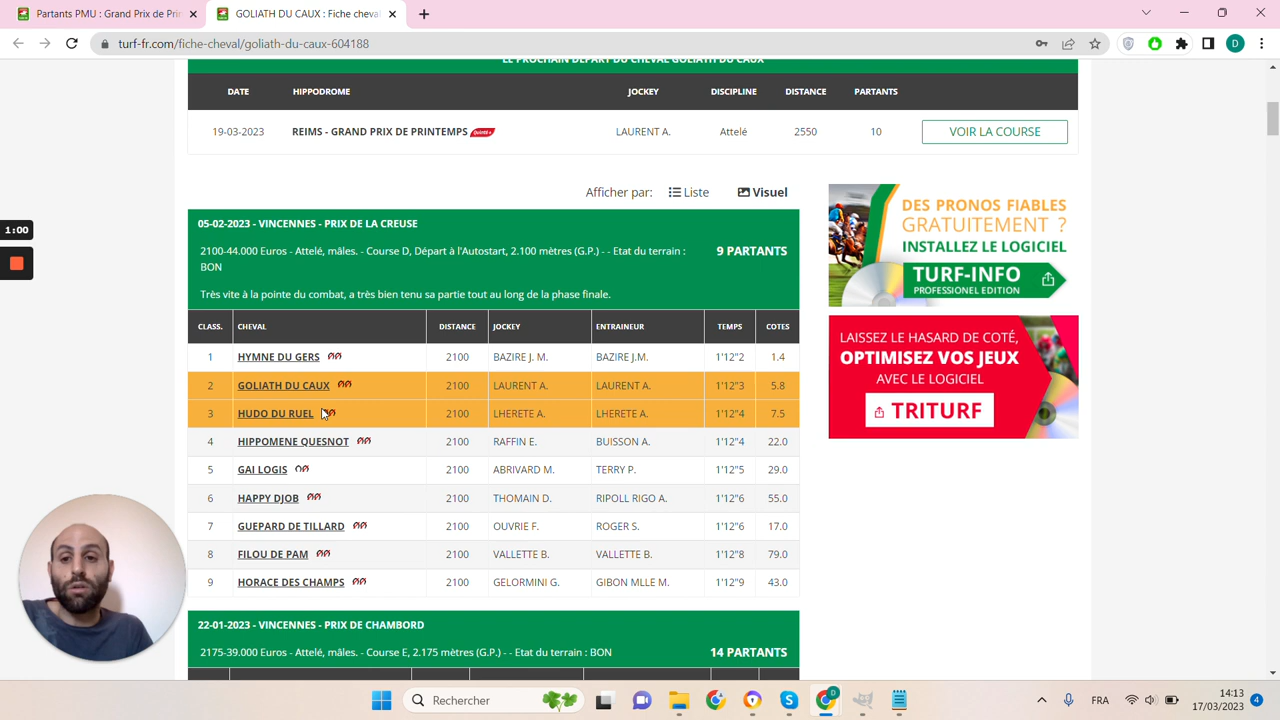 Partants PMU : Grand Prix de Prin
GOLIATH DU CAUX : Fiche cheval
turf-fr.com/fiche-cheval/goliath-du-caux-604188
D
LE PROCHAIN DÉPART DU CHEVAL GOLIATH DU CAUX
DATE HIPPODROME JOCKEY DISCIPLINE DISTANCE PARTANTS
19-03-2023 REIMS - GRAND PRIX DE PRINTEMPS Quinté+ LAURENT A. Attelé 2550 10 VOIR LA COURSE
Afficher par: Liste Visuel
05-02-2023 - VINCENNES - PRIX DE LA CREUSE
2100-44.000 Euros - Attelé, mâles. - Course D, Départ à l'Autostart, 2.100 mètres (G.P.) - - Etat du terrain :
BON
9 PARTANTS
Très vite à la pointe du combat, a très bien tenu sa partie tout au long de la phase finale.
CLASS. CHEVAL DISTANCE JOCKEY ENTRAINEUR TEMPS COTES
1 HYMNE DU GERS 2100 BAZIRE J. M. BAZIRE J.M. 1'12"2 1.4
2 GOLIATH DU CAUX 2100 LAURENT A. LAURENT A. 1'12"3 5.8
3 HUDO DU RUEL 2100 LHERETE A. LHERETE A. 1'12"4 7.5
4 HIPPOMENE QUESNOT 2100 RAFFIN E. BUISSON A. 1'12"4 22.0
5 GAI LOGIS 2100 ABRIVARD M. TERRY P. 1'12"5 29.0
6 HAPPY DJOB 2100 THOMAIN D. RIPOLL RIGO A. 1'12"6 55.0
7 GUEPARD DE TILLARD 2100 OUVRIE F. ROGER S. 1'12"6 17.0
8 FILOU DE PAM 2100 VALLETTE B. VALLETTE B. 1'12"8 79.0
9 HORACE DES CHAMPS 2100 GELORMINI G. GIBON MLLE M. 1'12"9 43.0
22-01-2023 - VINCENNES - PRIX DE CHAMBORD
2175-39.000 Euros - Attelé, mâles. - Course E, 2.175 mètres (G.P.) - - Etat du terrain : BON
14 PARTANTS
DES PRONOS FIABLES
GRATUITEMENT ?
INSTALLEZ LE LOGICIEL
TURF-INFO
PROFESSIONEL EDITION
LAISSEZ LE HASARD DE COTÉ,
OPTIMISEZ VOS JEUX
AVEC LE LOGICIEL
TRITURF
1:00
Rechercher
D
FRA
14:13
17/03/2023
4